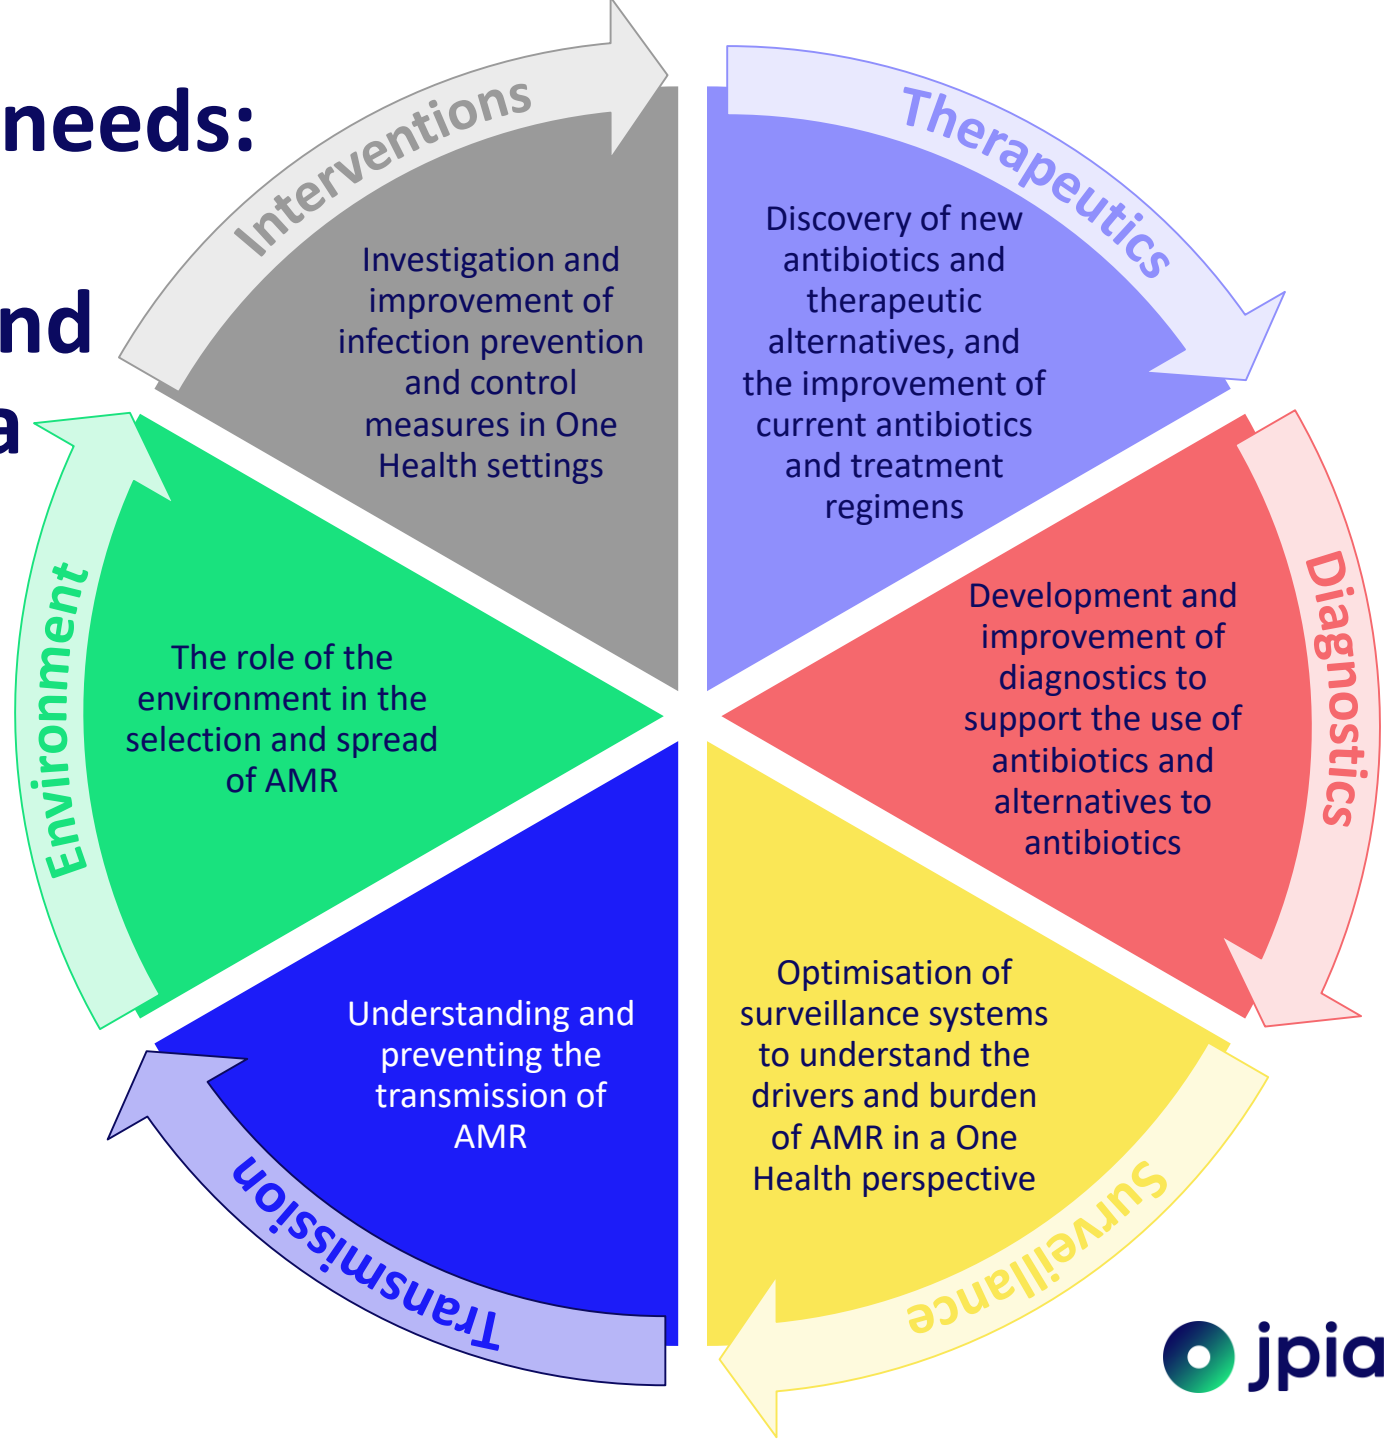 needs:
nd
a
Therapeutics
Discovery of new
antibiotics and
therapeutic
alternatives, and
the improvement of
current antibiotics
and treatment
regimens
Diagnostics
Development and
improvement of
diagnostics to
support the use of
antibiotics and
alternatives to
antibiotics
Surveillance
Optimisation of
surveillance systems
to understand the
drivers and burden
of AMR in a One
Health perspective
Transmission
Understanding and
preventing the
transmission of
AMR
Environment
The role of the
environment in the
selection and spread
of AMR
Interventions
Investigation and
improvement of
infection prevention
and control
measures in One
Health settings
jpia